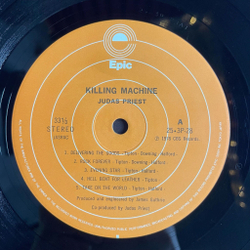 Epic
KILLING MACHINE
JUDAS PRIEST
33⅓
STEREO
A
25·3P-76
1. DELIVERING THE GOODS - Tipton - Downing - Halford
2. ROCK FOREVER - Tipton - Downing - Halford
3. EVENING STAR - Tipton - Halford
4. HELL BENT FOR LEATHER - Tipton
5. TAKE ON THE WORLD - Tipton - Halford
Produced and engineered by James Guthrie
Co-produced by Judas Priest